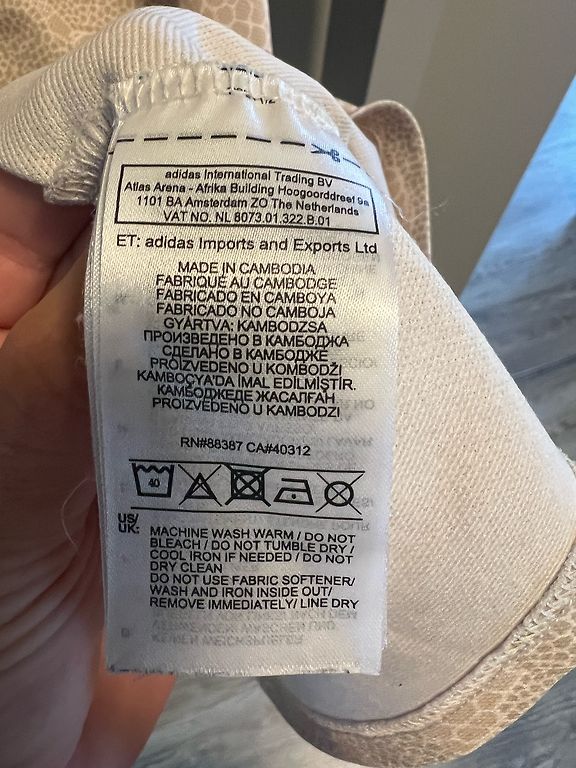 adidas International Trading BV
Atlas Arena - Afrika Building Hoogoorddreef 9a
1101 BA Amsterdam ZO The Netherlands
VAT NO. NL 8073.01.322.B.01
ET: adidas Imports and Exports Ltd
MADE IN CAMBODIA
FABRIQUÉ AU CAMBODGE
FABRICADO EN CAMBOYA
FABRICADO NO CAMBOJA
GYÁRTVA: KAMBODZSA
ПРОИЗВЕДЕНО В КАМБОДЖА
СДЕЛАНО В КАМБОДЖЕ
PROIZVEDENO U KOMBODŽI
KAMBOÇYA'DA İMAL EDİLMİŞTİR.
КАМБОДЖЕДЕ ЖАСАЛҒАН
PROIZVEDENO U KAMBODZI
RN#88387 CA#40312
40
US/
UK:
MACHINE WASH WARM / DO NOT
BLEACH / DO NOT TUMBLE DRY /
COOL IRON IF NEEDED / DO NOT
DRY CLEAN
DO NOT USE FABRIC SOFTENER/
WASH AND IRON INSIDE OUT/
REMOVE IMMEDIATELY/ LINE DRY